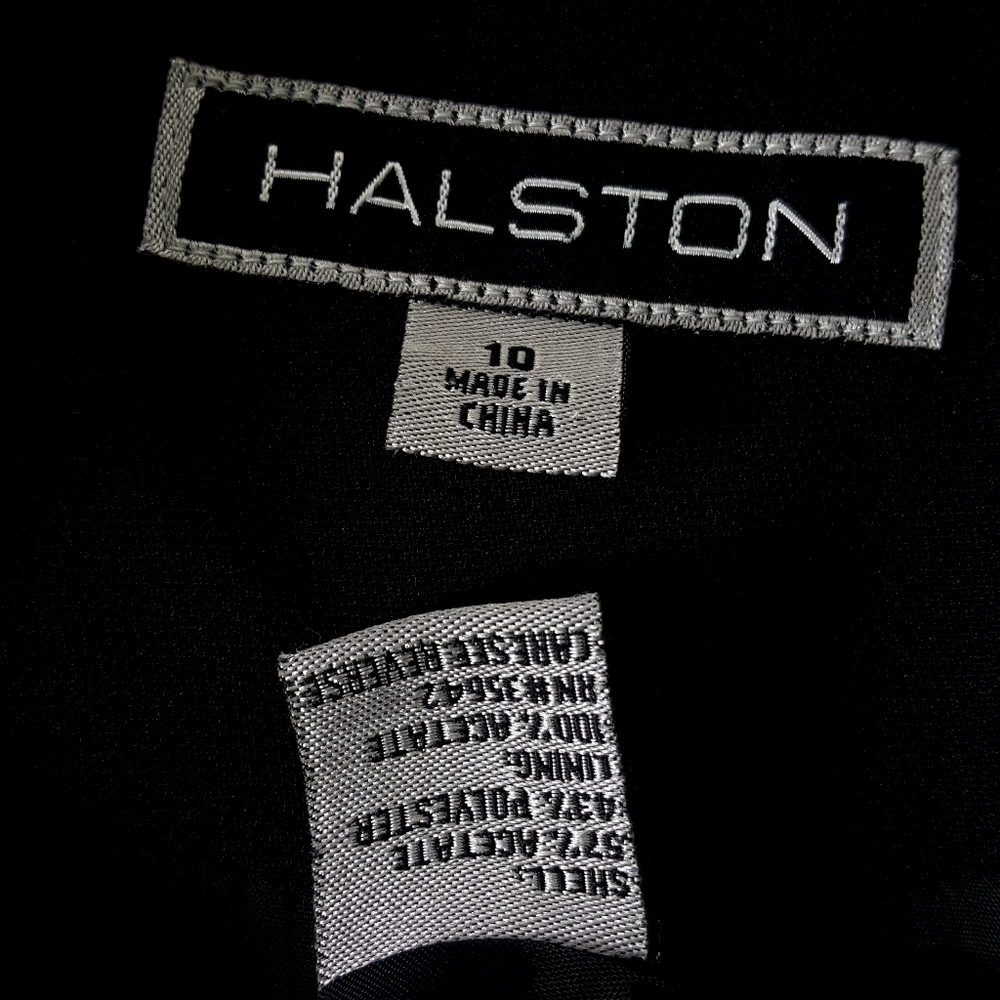 HALSTON
10
MADE IN
CHINA
SHELL:
57% ACETATE
43% POLYESTER
LINING:
100% ACETATE
RN#35642
CARE SEE REVERSE